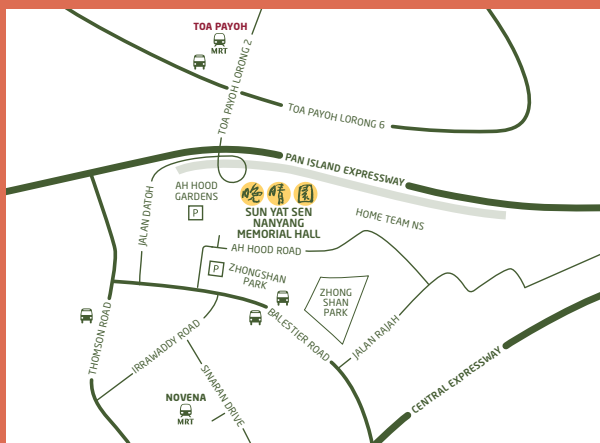 TOA PAYOH
MRT
TOA PAYOH LORONG 2
TOA PAYOH LORONG 6
PAN ISLAND EXPRESSWAY
AH HOOD
GARDENS
P
晚晴園
SUN YAT SEN
NANYANG
MEMORIAL HALL
HOME TEAM NS
JALAN DATOH
AH HOOD ROAD
P
ZHONGSHAN
PARK
ZHONG
SHAN
PARK
THOMSON ROAD
IRRAWADDY ROAD
BALESTIER ROAD
JALAN RAJAH
CENTRAL EXPRESSWAY
SINARAN DRIVE
NOVENA
MRT